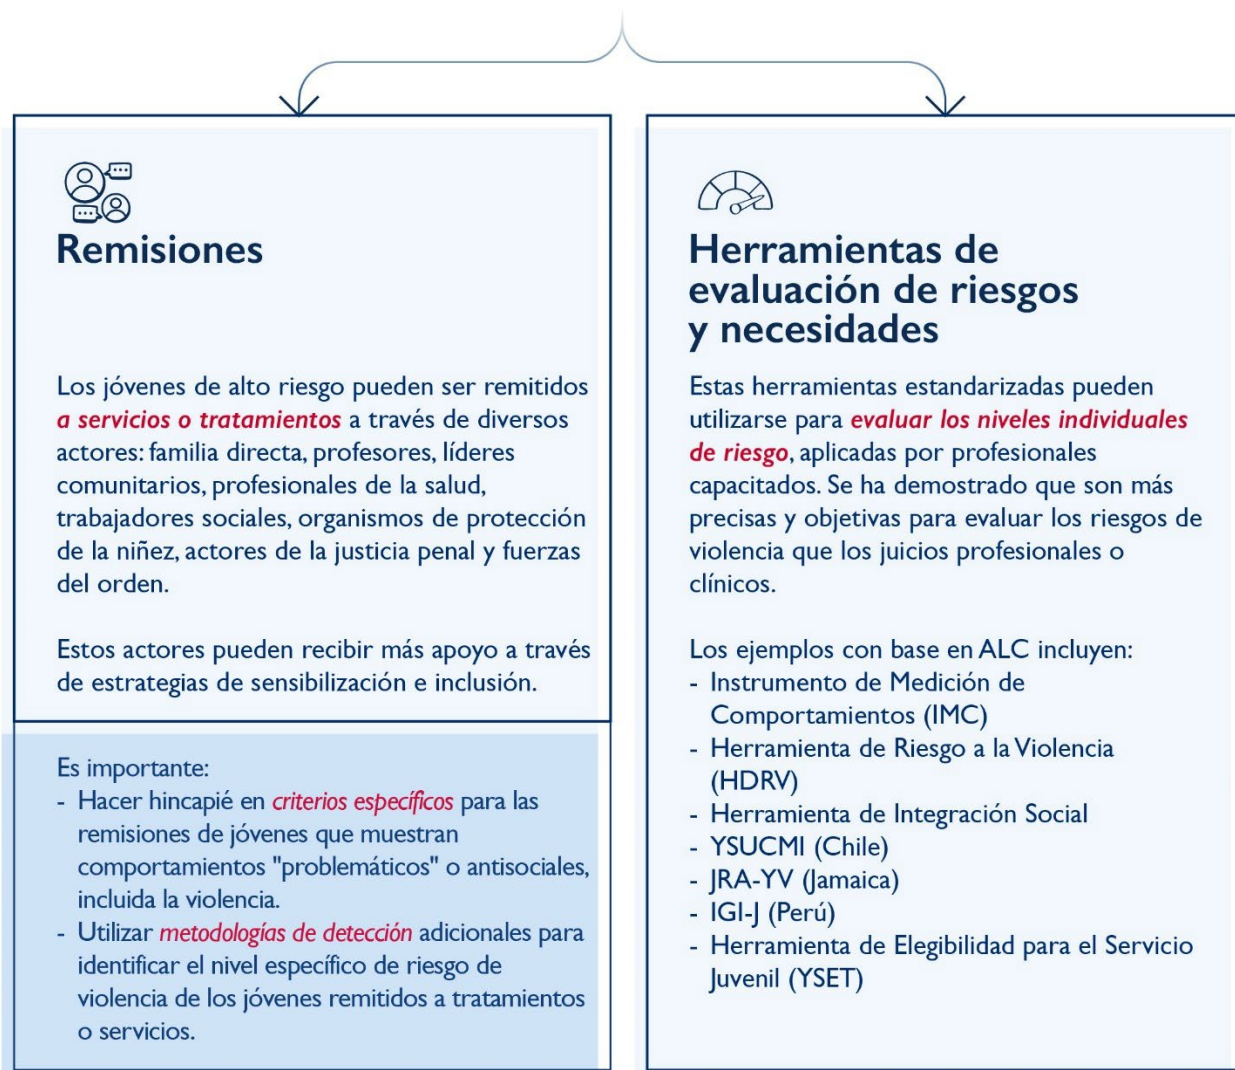 Remisiones
Los jóvenes de alto riesgo pueden ser remitidos
a servicios o tratamientos a través de diversos
actores: familia directa, profesores, líderes
comunitarios, profesionales de la salud,
trabajadores sociales, organismos de protección
de la niñez, actores de la justicia penal y fuerzas
del orden.
Estos actores pueden recibir más apoyo a través
de estrategias de sensibilización e inclusión.
Es importante:
- Hacer hincapié en criterios específicos para las
remisiones de jóvenes que muestran
comportamientos "problemáticos" o antisociales,
incluida la violencia.
- Utilizar metodologías de detección adicionales para
identificar el nivel específico de riesgo de
violencia de los jóvenes remitidos a tratamientos
o servicios.
Herramientas de
evaluación de riesgos
y necesidades
Estas herramientas estandarizadas pueden
utilizarse para evaluar los niveles individuales
de riesgo, aplicadas por profesionales
capacitados. Se ha demostrado que son más
precisas y objetivas para evaluar los riesgos de
violencia que los juicios profesionales o
clínicos.
Los ejemplos con base en ALC incluyen:
- Instrumento de Medición de
Comportamientos (IMC)
- Herramienta de Riesgo a la Violencia
(HDRV)
- Herramienta de Integración Social
- YSUCMI (Chile)
- JRA-YV (Jamaica)
- IGI-J (Perú)
- Herramienta de Elegibilidad para el Servicio
Juvenil (YSET)